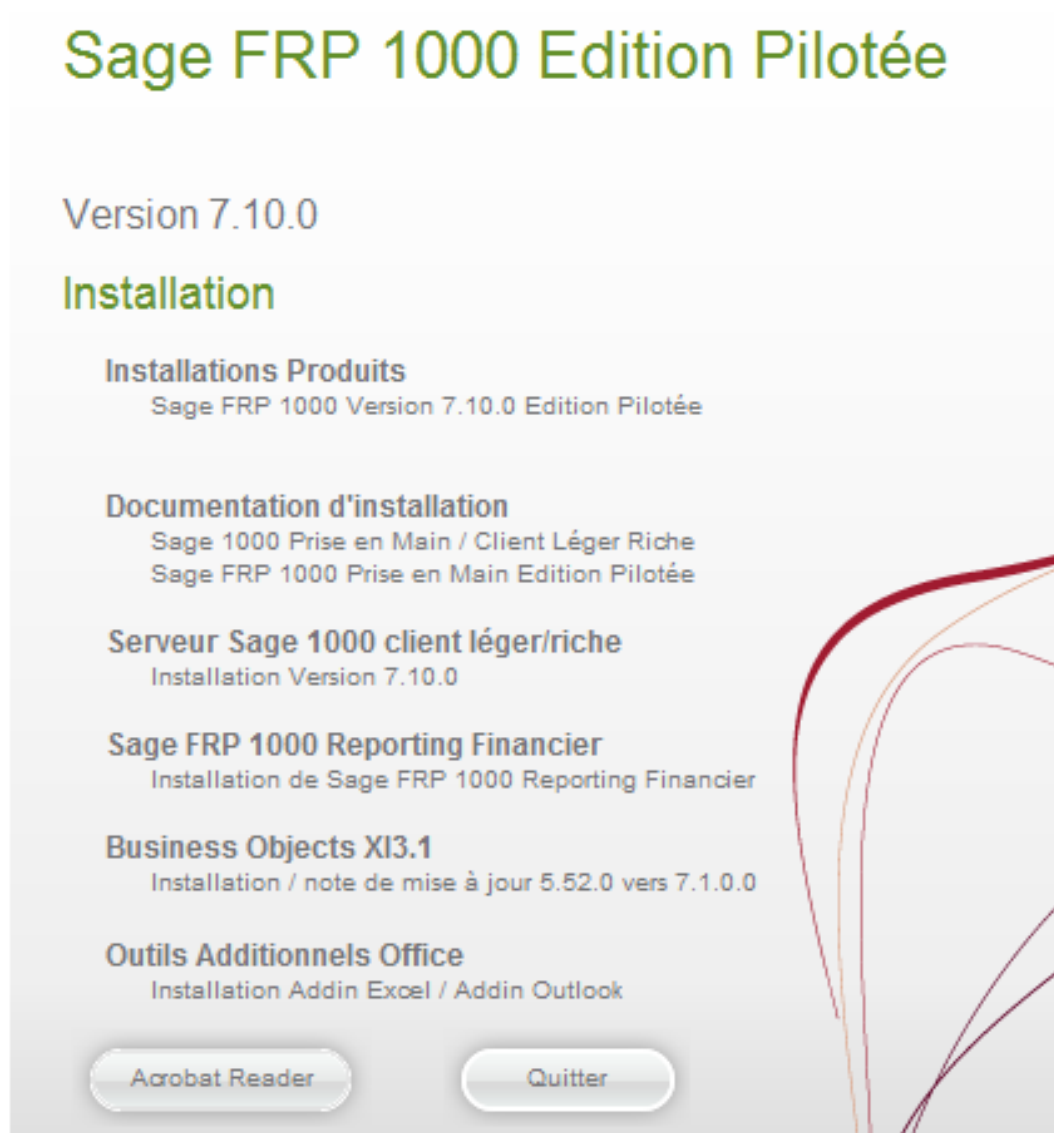 Sage FRP 1000 Edition Pilotée
Version 7.10.0
Installation
Installations Produits
Sage FRP 1000 Version 7.10.0 Edition Pilotée
Documentation d'installation
Sage 1000 Prise en Main / Client Léger Riche
Sage FRP 1000 Prise en Main Edition Pilotée
Serveur Sage 1000 client léger/riche
Installation Version 7.10.0
Sage FRP 1000 Reporting Financier
Installation de Sage FRP 1000 Reporting Financier
Business Objects XI3.1
Installation / note de mise à jour 5.52.0 vers 7.1.0.0
Outils Additionnels Office
Installation Addin Excel / Addin Outlook
Acrobat Reader
Quitter